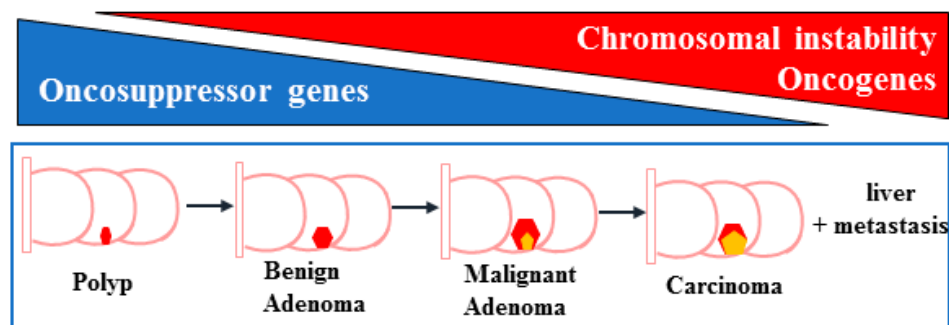 Chromosomal instability
Oncogenes
Oncosuppressor genes
Polyp
Benign
Adenoma
Malignant
Adenoma
Carcinoma
liver
+ metastasis